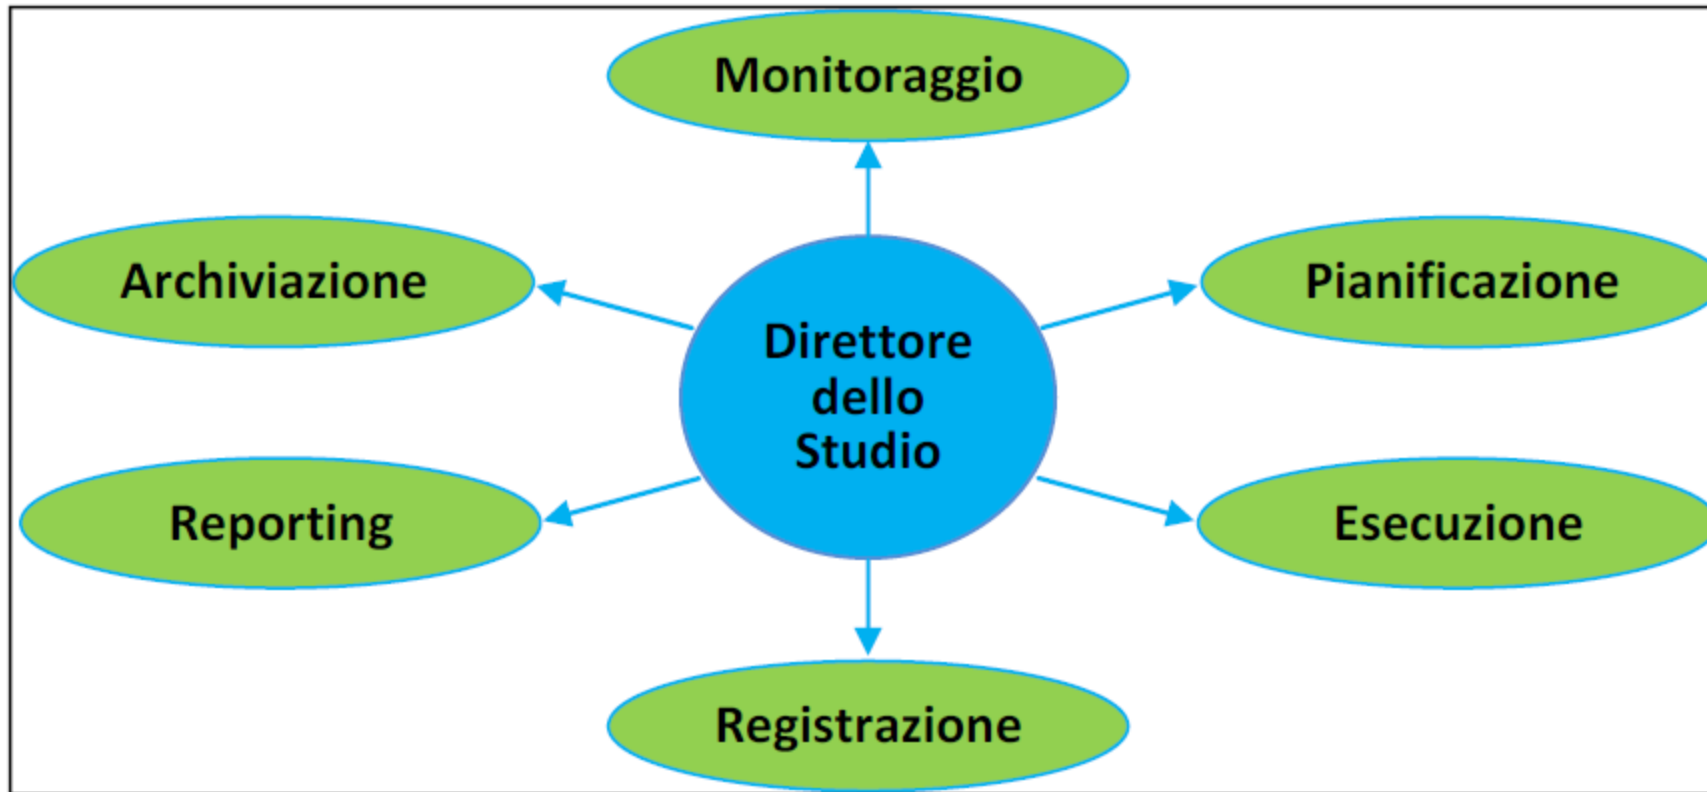 Monitoraggio
Archiviazione
Pianificazione
Direttore
dello
Studio
Reporting
Esecuzione
Registrazione